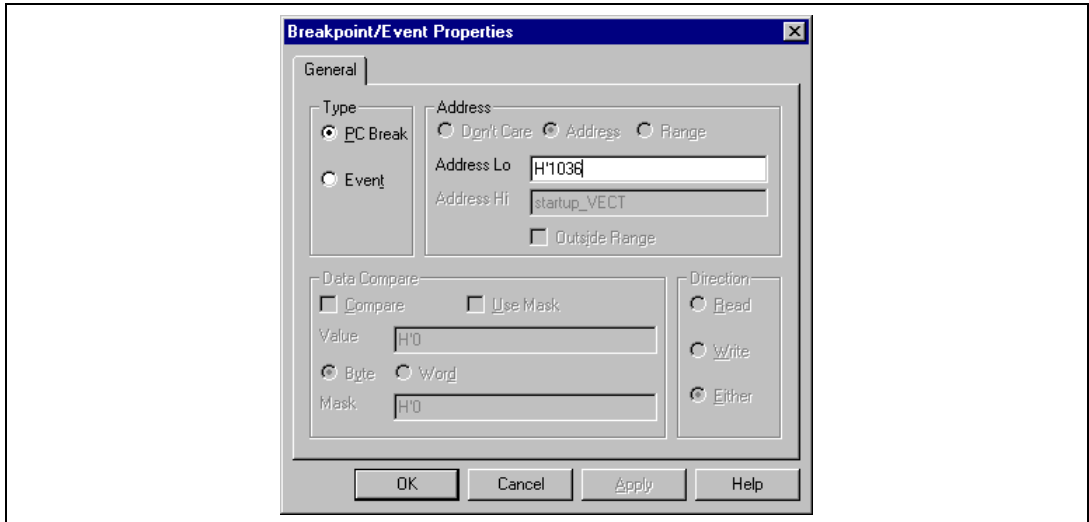 Breakpoint/Event Properties
General
Type
PC Break
Event
Address
Don't Care Address Range
Address Lo H'1036
Address Hi startup_VECT
Outside Range
Data Compare
Compare Use Mask
Value H'0
Byte Word
Mask H'0
Direction
Read
Write
Either
OK Cancel Apply Help